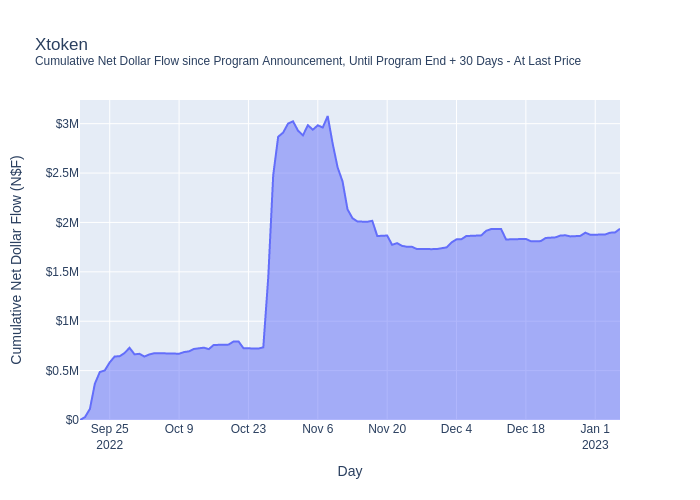 Xtoken
Cumulative Net Dollar Flow since Program Announcement, Until Program End + 30 Days - At Last Price
Cumulative Net Dollar Flow (N$F)
$3M
$2.5M
$2M
$1.5M
$1M
$0.5M
$0
Sep 25
2022
Oct 9
Oct 23
Nov 6
Nov 20
Dec 4
Dec 18
Jan 1
2023
Day